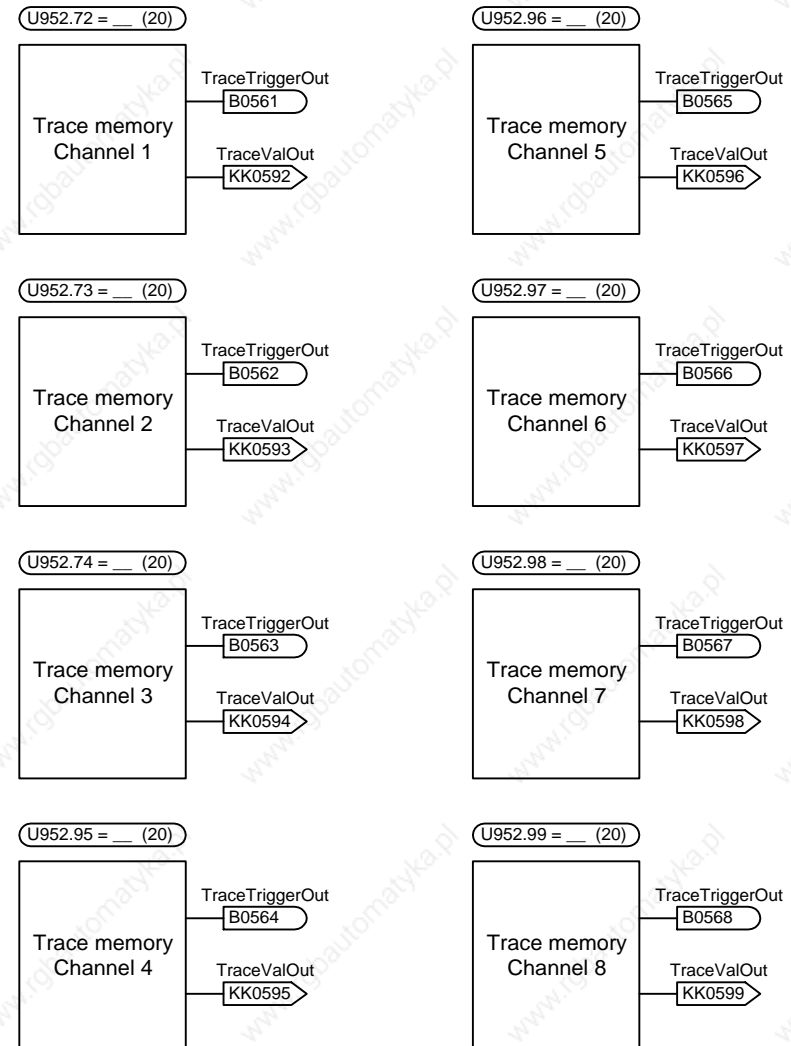 U952.72 = __ (20)
Trace memory
Channel 1
TraceTriggerOut
B0561
TraceValOut
KK0592
U952.73 = __ (20)
Trace memory
Channel 2
TraceTriggerOut
B0562
TraceValOut
KK0593
U952.74 = __ (20)
Trace memory
Channel 3
TraceTriggerOut
B0563
TraceValOut
KK0594
U952.95 = __ (20)
Trace memory
Channel 4
TraceTriggerOut
B0564
TraceValOut
KK0595
U952.96 = __ (20)
Trace memory
Channel 5
TraceTriggerOut
B0565
TraceValOut
KK0596
U952.97 = __ (20)
Trace memory
Channel 6
TraceTriggerOut
B0566
TraceValOut
KK0597
U952.98 = __ (20)
Trace memory
Channel 7
TraceTriggerOut
B0567
TraceValOut
KK0598
U952.99 = __ (20)
Trace memory
Channel 8
TraceTriggerOut
B0568
TraceValOut
KK0599
www.rgbautomatyka.pl